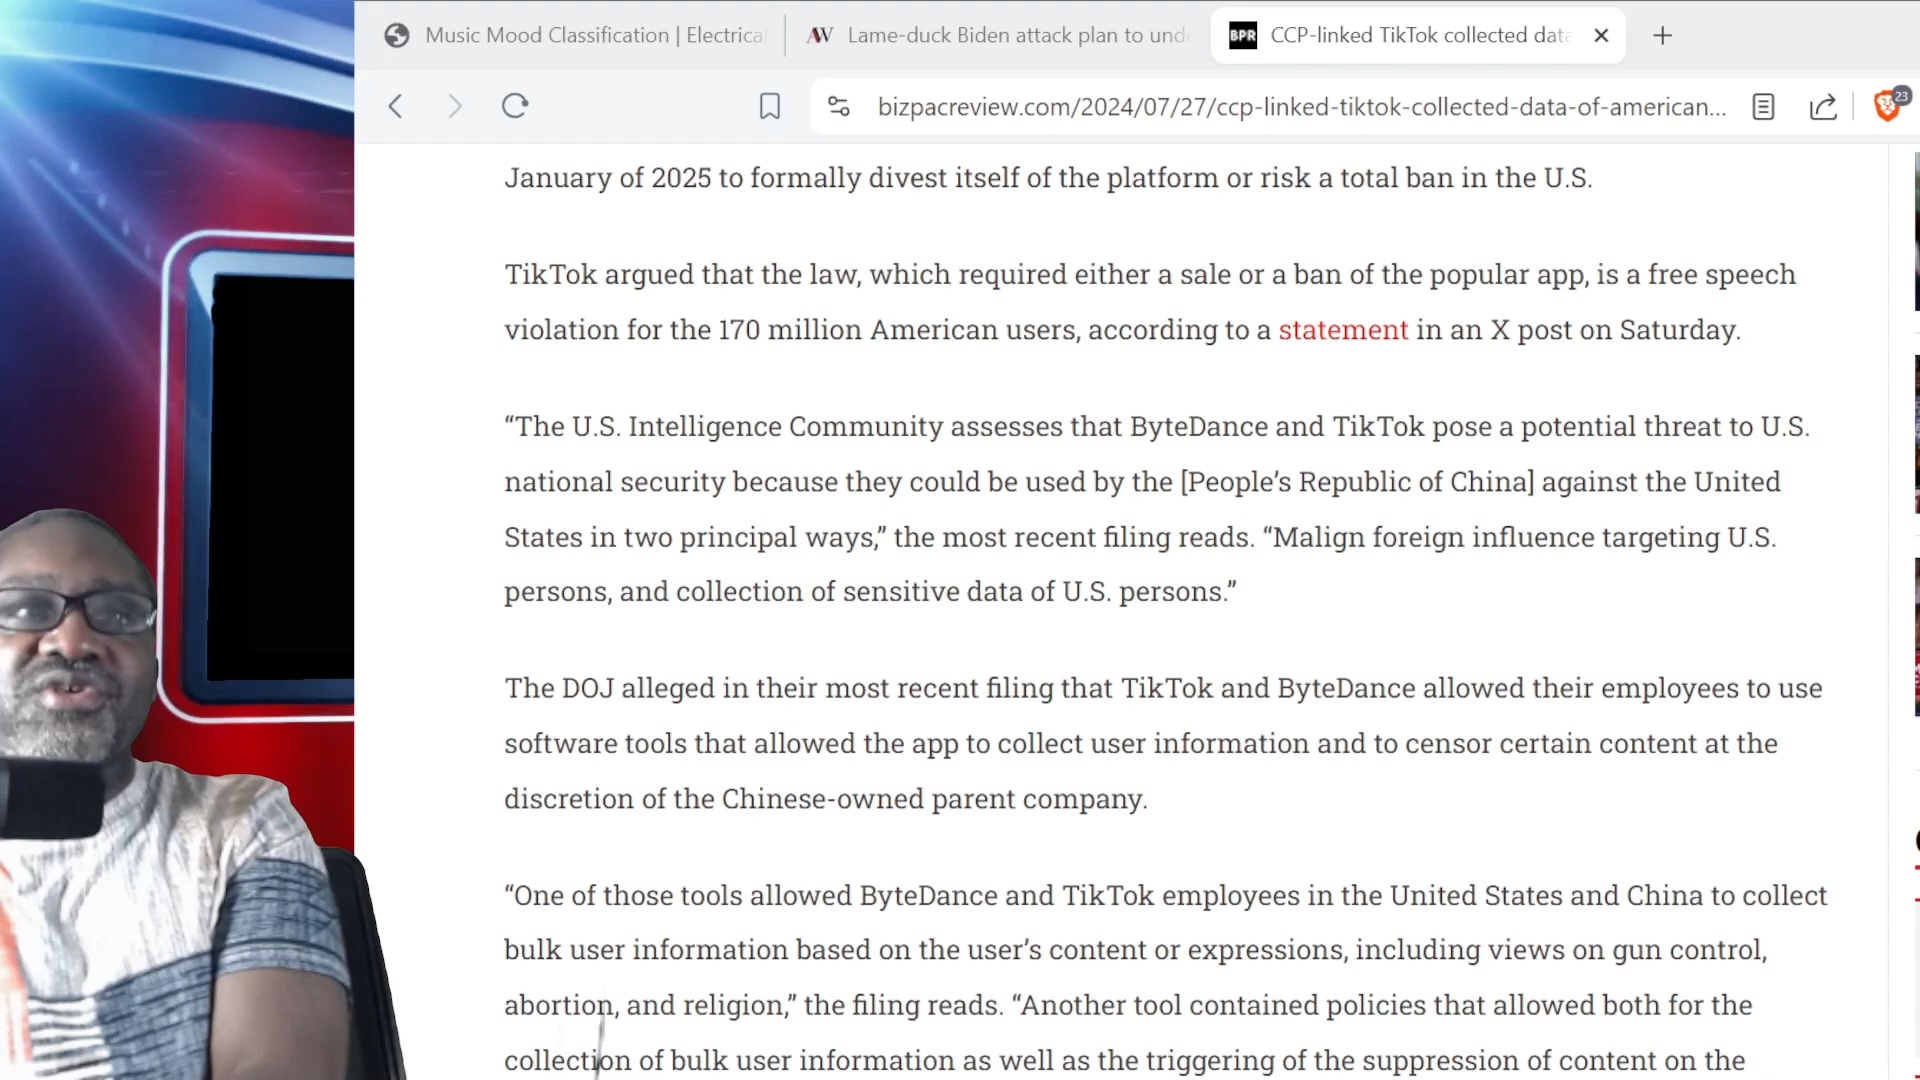 Music Mood Classification | Electrical
AW Lame-duck Biden attack plan to und
BPR CCP-linked TikTok collected data
bizpacreview.com/2024/07/27/ccp-linked-tiktok-collected-data-of-american...
23
January of 2025 to formally divest itself of the platform or risk a total ban in the U.S.
TikTok argued that the law, which required either a sale or a ban of the popular app, is a free speech
violation for the 170 million American users, according to a statement in an X post on Saturday.
“The U.S. Intelligence Community assesses that ByteDance and TikTok pose a potential threat to U.S.
national security because they could be used by the [People’s Republic of China] against the United
States in two principal ways,” the most recent filing reads. “Malign foreign influence targeting U.S.
persons, and collection of sensitive data of U.S. persons.”
The DOJ alleged in their most recent filing that TikTok and ByteDance allowed their employees to use
software tools that allowed the app to collect user information and to censor certain content at the
discretion of the Chinese-owned parent company.
“One of those tools allowed ByteDance and TikTok employees in the United States and China to collect
bulk user information based on the user’s content or expressions, including views on gun control,
abortion, and religion,” the filing reads. “Another tool contained policies that allowed both for the
collection of bulk user information as well as the triggering of the suppression of content on the